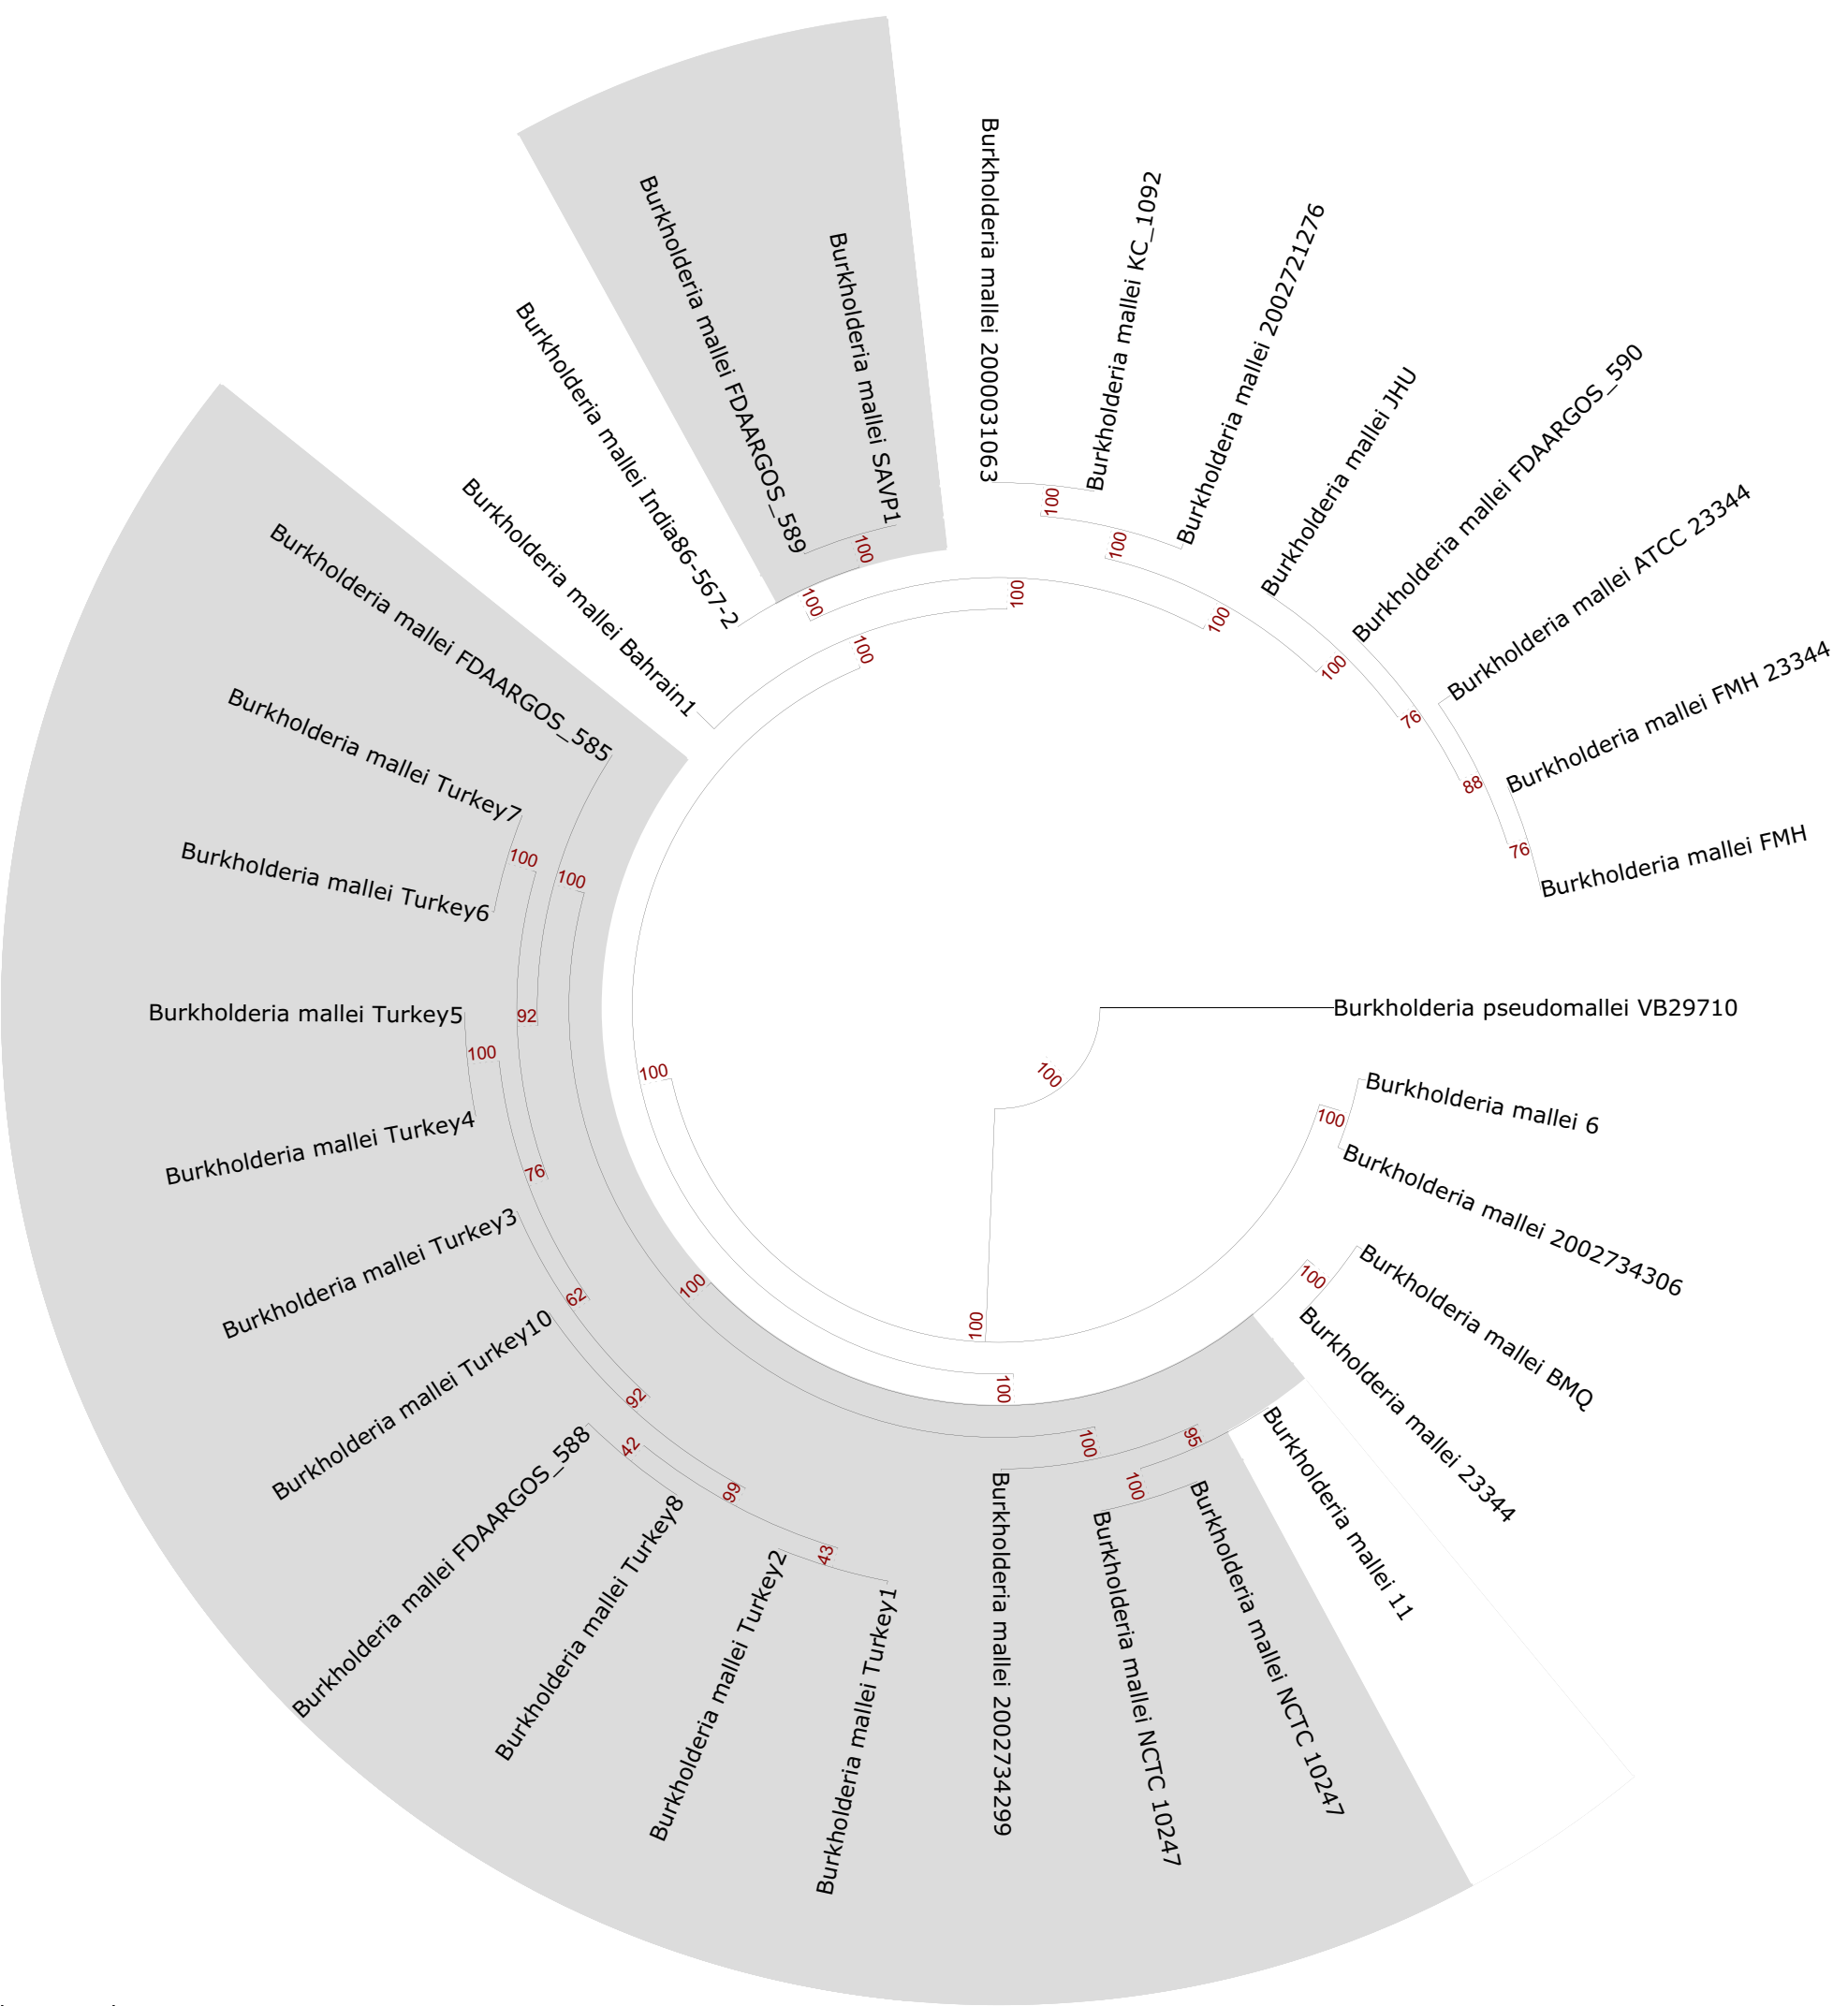 Burkholderia mallei 2000031063
Burkholderia mallei KC_1092
Burkholderia mallei 2002721276
Burkholderia mallei JHU
Burkholderia mallei FDAARGOS_590
Burkholderia mallei ATCC 23344
Burkholderia mallei FMH 23344
Burkholderia mallei FMH
Burkholderia pseudomallei VB29710
Burkholderia mallei 6
Burkholderia mallei 2002734306
Burkholderia mallei BMQ
Burkholderia mallei 23344
Burkholderia mallei 11
Burkholderia mallei NCTC 10247
Burkholderia mallei NCTC 10247
Burkholderia mallei 2002734299
Burkholderia mallei Turkey1
Burkholderia mallei Turkey2
Burkholderia mallei Turkey8
Burkholderia mallei FDAARGOS_588
Burkholderia mallei Turkey10
Burkholderia mallei Turkey3
Burkholderia mallei Turkey4
Burkholderia mallei Turkey5
Burkholderia mallei Turkey6
Burkholderia mallei Turkey7
Burkholderia mallei FDAARGOS_585
Burkholderia mallei Bahrain1
Burkholderia mallei India86-567-2
Burkholderia mallei FDAARGOS_589
Burkholderia mallei SAVP1
100
100
100
100
100
100
100
100
76
88
76
100
100
100
100
100
100
92
100
100
76
62
100
92
42
99
43
100
100
100
95
100
100